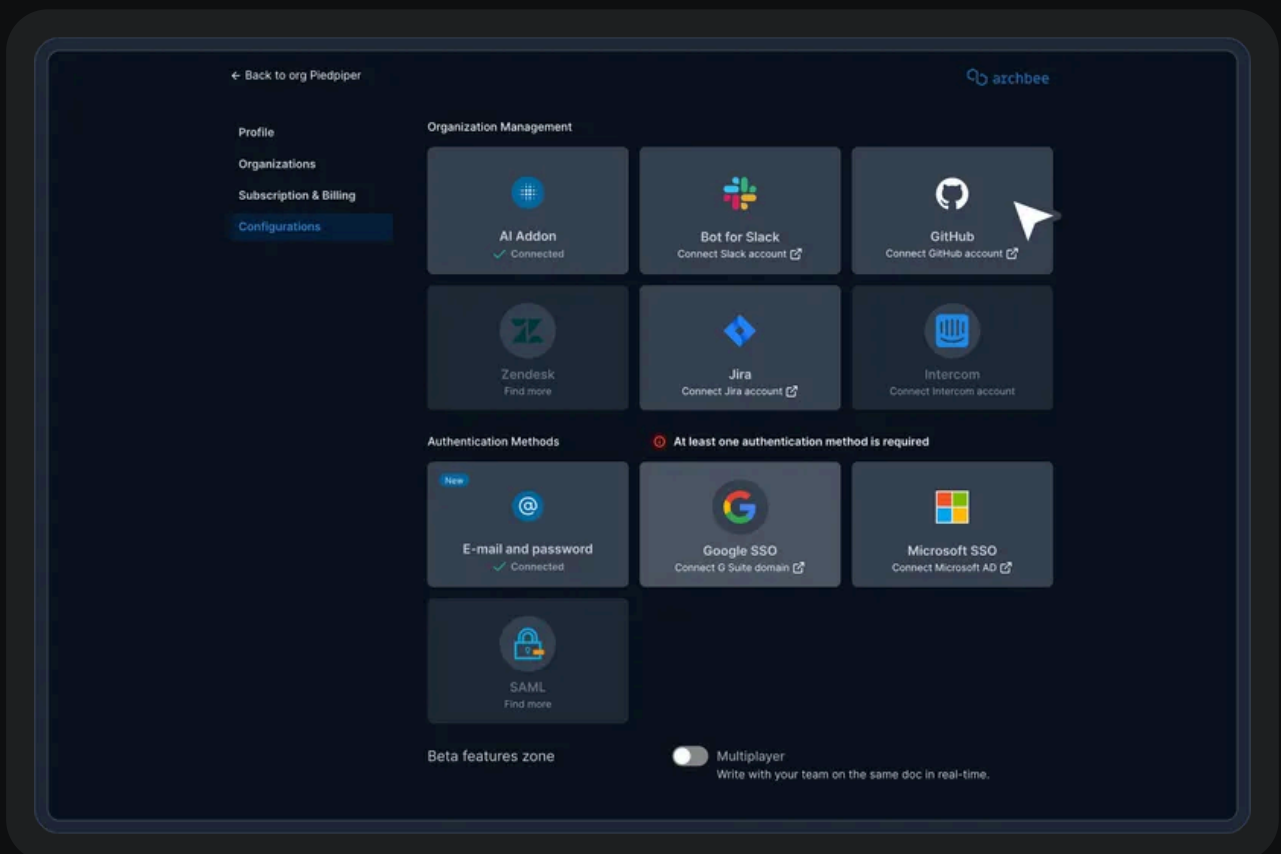 ← Back to org Piedpiper
archbee
Profile
Organizations
Subscription & Billing
Configurations
Organization Management
AI Addon
Connected
Bot for Slack
Connect Slack account
GitHub
Connect GitHub account
Zendesk
Find more
Jira
Connect Jira account
Intercom
Connect Intercom account
Authentication Methods
At least one authentication method is required
New
E-mail and password
Connected
Google SSO
Connect G Suite domain
Microsoft SSO
Connect Microsoft AD
SAML
Find more
Beta features zone
Multiplayer
Write with your team on the same doc in real-time.